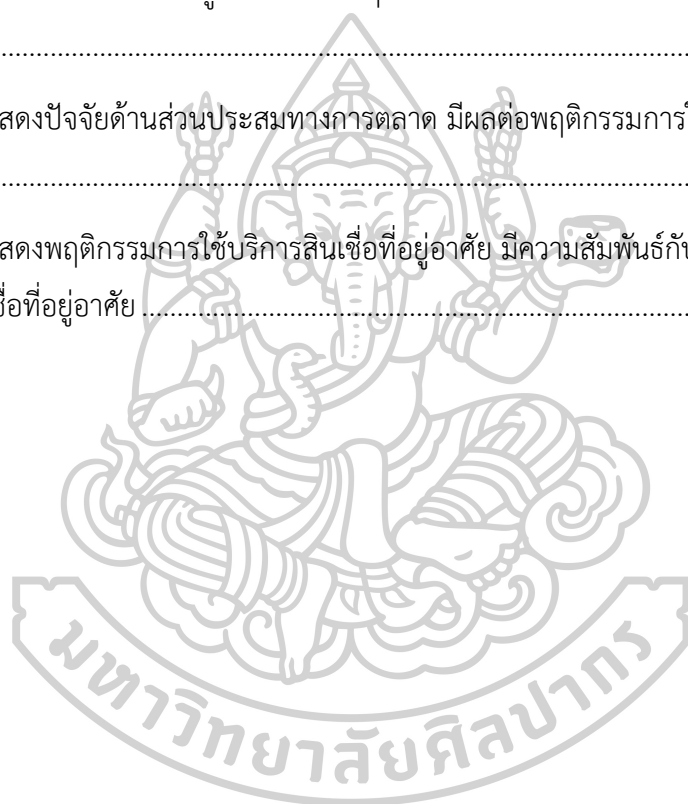 ....................................................................................................
สดงปัจจัยด้านส่วนประสมทางการตลาด มีผลต่อพฤติกรรมการใ
....................................................................................................
สดงพฤติกรรมการใช้บริการสินเชื่อที่อยู่อาศัย มีความสัมพันธ์กับ
ชื่อที่อยู่อาศัย ....................................................................................
มหาวิทยาลัยศิลปากร